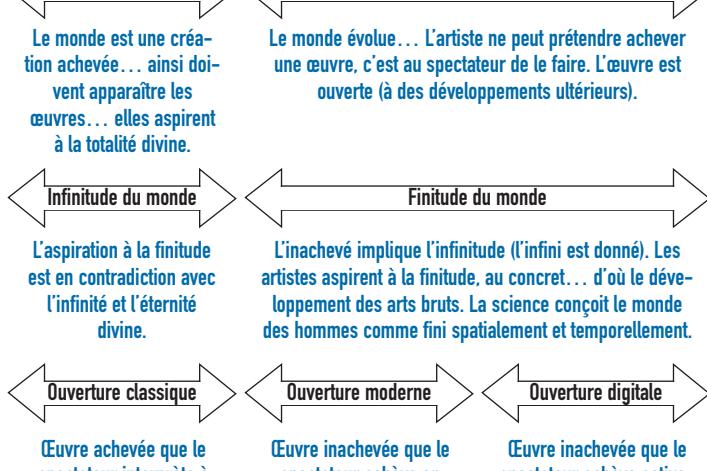 Le monde est une créa-
tion achevée... ainsi doi-
vent apparaître les
œuvres... elles aspirent
à la totalité divine.
Le monde évolue... L'artiste ne peut prétendre achever
une œuvre, c'est au spectateur de le faire. L'œuvre est
ouverte (à des développements ultérieurs).
Infinitude du monde
Finitude du monde
L'aspiration à la finitude
est en contradiction avec
l'infinité et l'éternité
divine.
L'inachevé implique l'infinitude (l'infini est donné). Les
artistes aspirent à la finitude, au concret... d'où le déve-
loppement des arts bruts. La science conçoit le monde
des hommes comme fini spatialement et temporellement.
Ouverture classique
Ouverture moderne
Ouverture digitale
Œuvre achevée que le
Œuvre inachevée que le
Œuvre inachevée que le